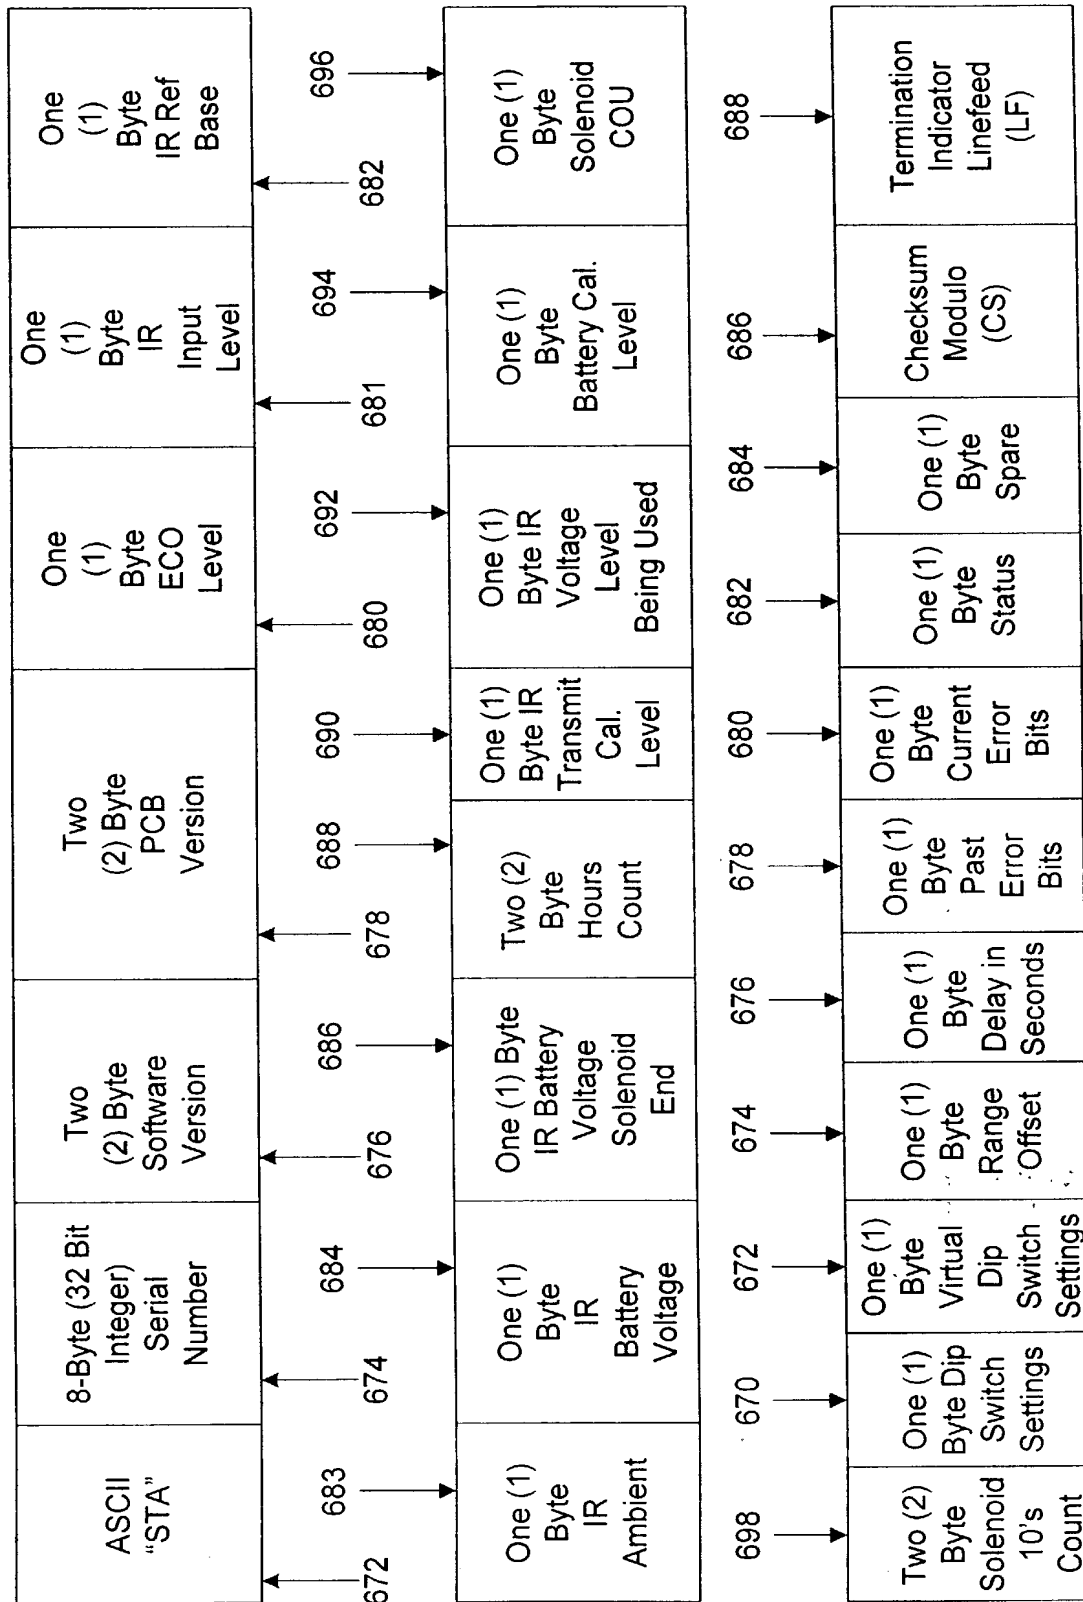 ASCII
“STA”
672
8-Byte (32 Bit
Integer)
Serial
Number
674
Two
(2) Byte
Software
Version
676
Two
(2) Byte
PCB
Version
678
One
(1)
Byte
ECO
Level
680
One
(1)
Byte
IR
Input
Level
681
One
(1)
Byte
IR Ref
Base
682
683
One (1)
Byte
IR
Ambient
684
One (1)
Byte
IR
Battery
Voltage
686
One (1) Byte
IR Battery
Voltage
Solenoid
End
688
Two (2)
Byte
Hours
Count
690
One (1)
Byte IR
Transmit
Cal.
Level
692
One (1)
Byte IR
Voltage
Level
Being Used
694
One (1)
Byte
Battery Cal.
Level
696
One (1)
Byte
Solenoid
COU
698
Two (2)
Byte
Solenoid
10's
Count
670
One (1)
Byte Dip
Switch
Settings
672
One (1)
Byte
Virtual
Dip
Switch
Settings
674
One (1)
Byte
Range
Offset
676
One (1)
Byte
Delay in
Seconds
678
One (1)
Byte
Past
Error
Bits
680
One (1)
Byte
Current
Error
Bits
682
One (1)
Byte
Status
684
One (1)
Byte
Spare
686
Checksum
Modulo
(CS)
688
Termination
Indicator
Linefeed
(LF)